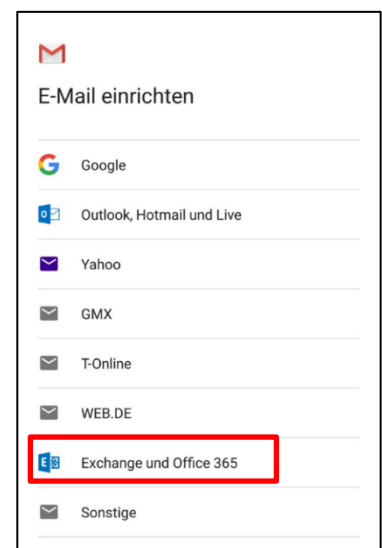 E-Mail einrichten
Google
Outlook, Hotmail und Live
Yahoo
GMX
T-Online
WEB.DE
Exchange und Office 365
Sonstige